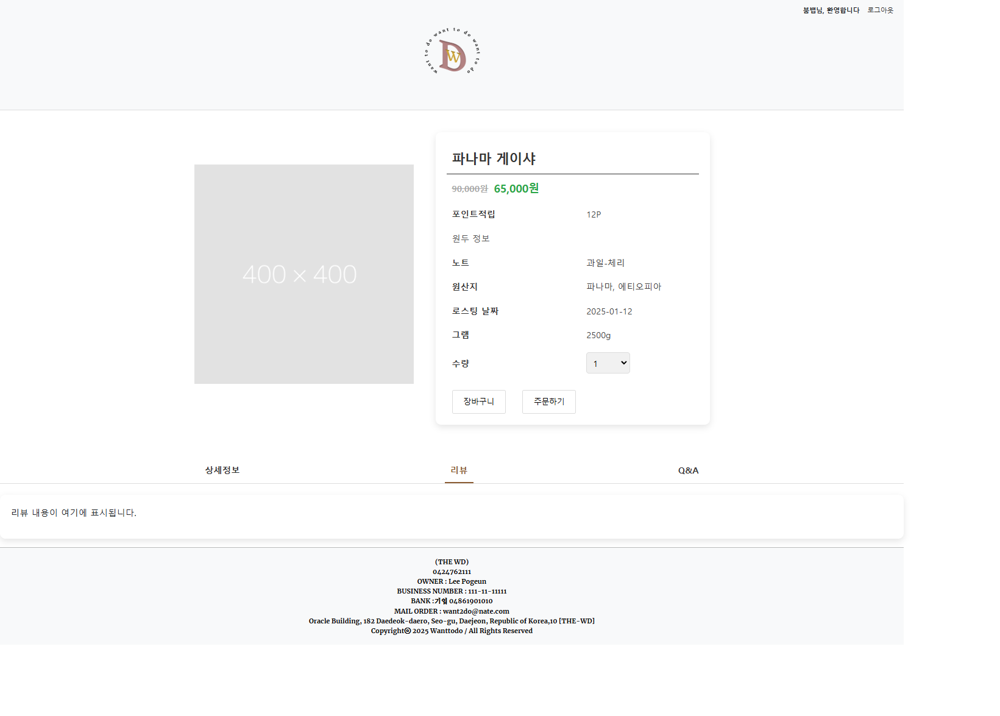 붐뱁님, 환영합니다 로그아웃
want to do want to do want to do
D
W
파나마 게이샤
90,000원 65,000원
포인트적립 12P
원두 정보
노트 과일-체리
원산지 파나마, 에티오피아
로스팅 날짜 2025-01-12
그램 2500g
수량 1
장바구니 주문하기
400 × 400
상세정보 리뷰 Q&A
리뷰 내용이 여기에 표시됩니다.
(THE WD)
0424762111
OWNER : Lee Pogeun
BUSINESS NUMBER : 111-11-11111
BANK :기업 04861901010
MAIL ORDER : want2do@nate.com
Oracle Building, 182 Daedeok-daero, Seo-gu, Daejeon, Republic of Korea,10 [THE-WD]
Copyrightⓒ 2025 Wanttodo / All Rights Reserved